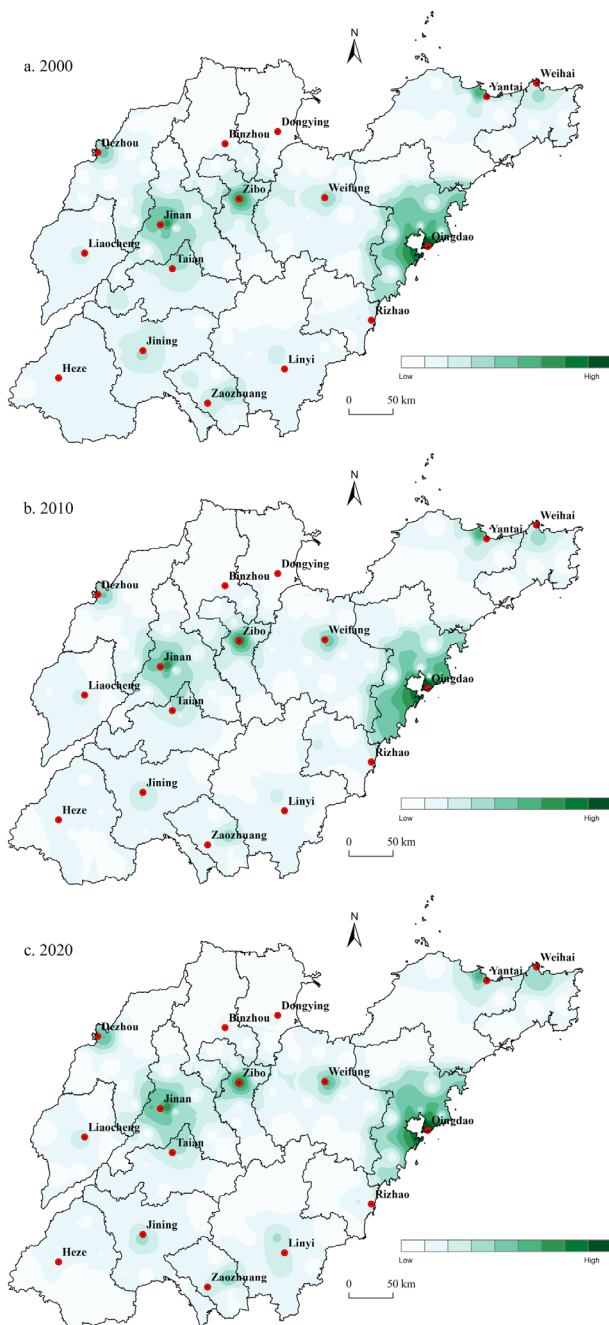 a. 2000
N
Weihai
Yantai
Dongying
Binzhou
Dezhou
Zibo
Weifang
Jinan
Qingdao
Liaocheng
Taian
Rizhao
Jining
Heze
Linyi
Zaozhuang
Low High
0 50 km
b. 2010
N
Weihai
Yantai
Dongying
Binzhou
Dezhou
Zibo
Weifang
Jinan
Qingdao
Liaocheng
Taian
Rizhao
Jining
Heze
Linyi
Zaozhuang
Low High
0 50 km
c. 2020
N
Weihai
Yantai
Dongying
Binzhou
Dezhou
Zibo
Weifang
Jinan
Qingdao
Liaocheng
Taian
Rizhao
Jining
Heze
Linyi
Zaozhuang
Low High
0 50 km